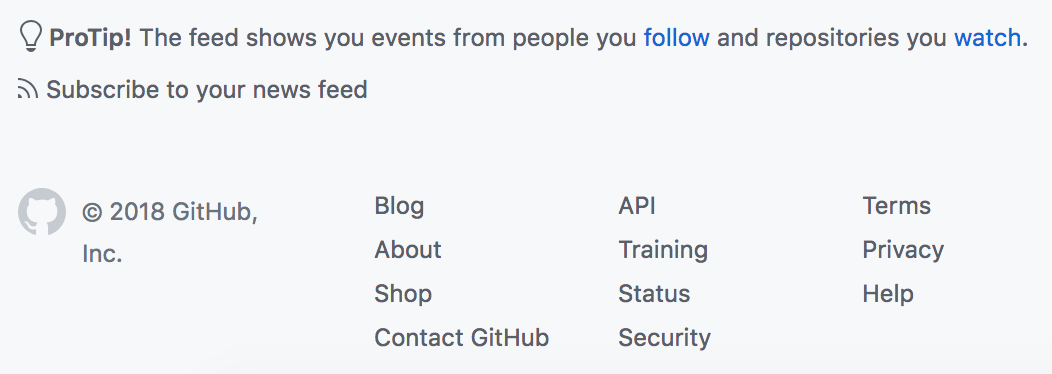 ProTip! The feed shows you events from people you follow and repositories you watch.
Subscribe to your news feed
© 2018 GitHub,
Inc.
Blog
About
Shop
Contact GitHub
API
Training
Status
Security
Terms
Privacy
Help